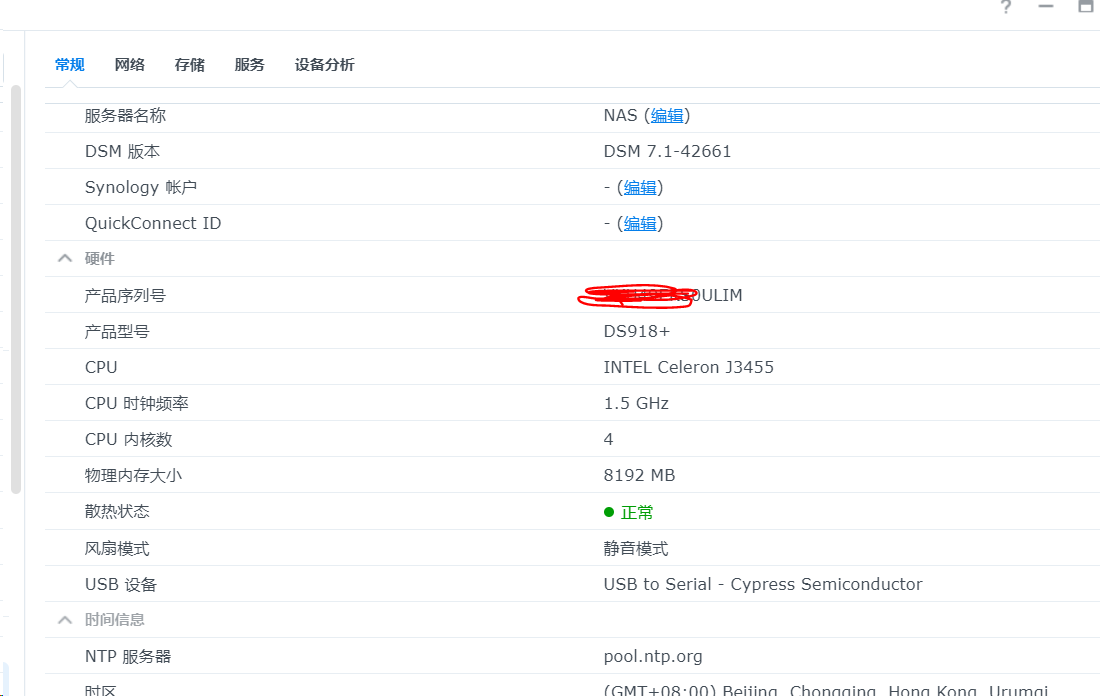 常规 网络 存储 服务 设备分析
服务器名称 NAS (编辑)
DSM 版本 DSM 7.1-42661
Synology 帐户 - (编辑)
QuickConnect ID - (编辑)
硬件
产品序列号 0ULIM
产品型号 DS918+
CPU INTEL Celeron J3455
CPU 时钟频率 1.5 GHz
CPU 内核数 4
物理内存大小 8192 MB
散热状态 正常
风扇模式 静音模式
USB 设备 USB to Serial - Cypress Semiconductor
时间信息
NTP 服务器 pool.ntp.org
时区 (GMT+08:00) Beijing, Chongqing, Hong Kong, Urumqi